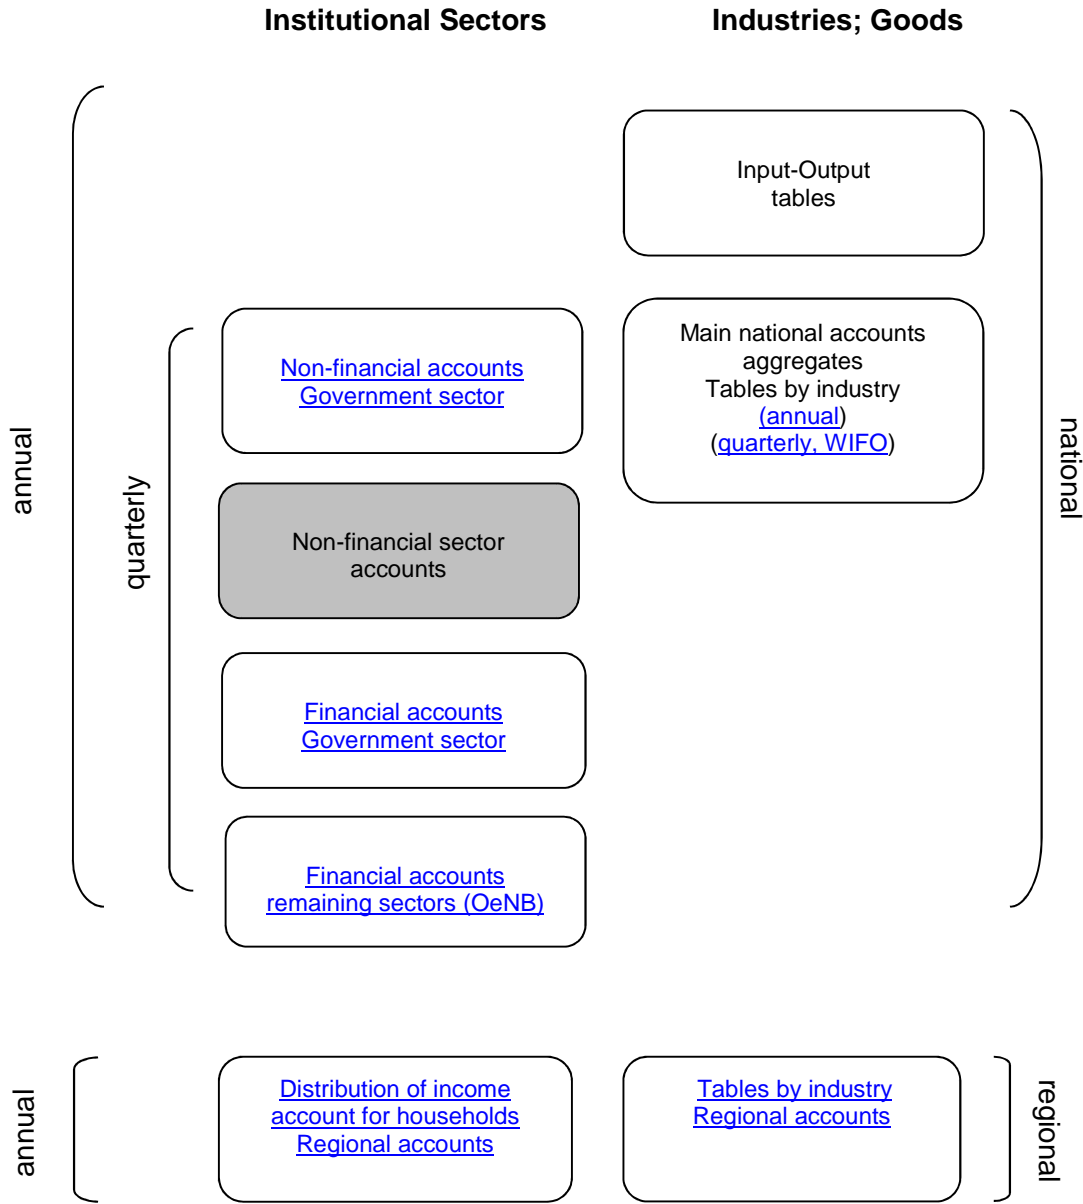 Institutional Sectors
Industries; Goods
Input-Output
tables
annual
quarterly
Non-financial accounts
Government sector
Main national accounts
aggregates
Tables by industry
(annual)
(quarterly, WIFO)
national
Non-financial sector
accounts
Financial accounts
Government sector
Financial accounts
remaining sectors (OeNB)
annual
Distribution of income
account for households
Regional accounts
Tables by industry
Regional accounts
regional